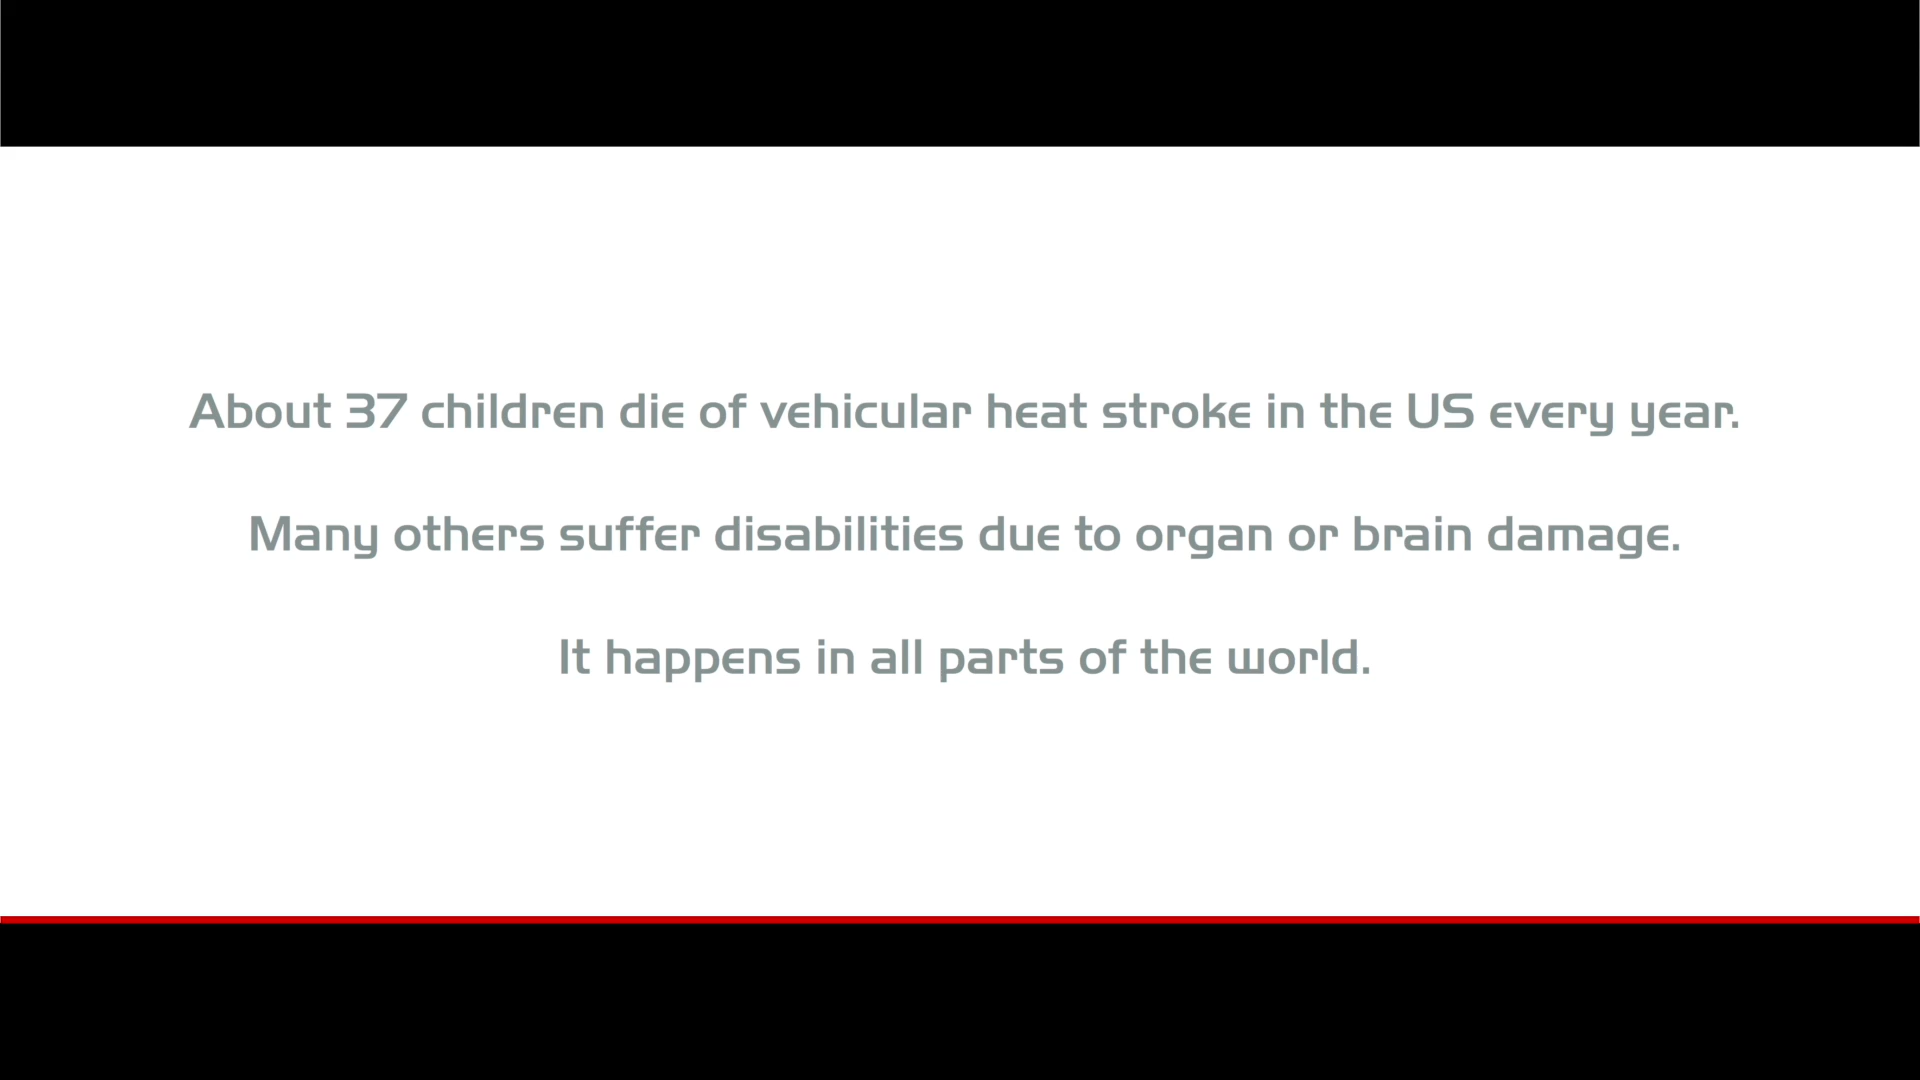 About 37 children die of vehicular heat stroke in the US every year.
Many others suffer disabilities due to organ or brain damage.
It happens in all parts of the world.